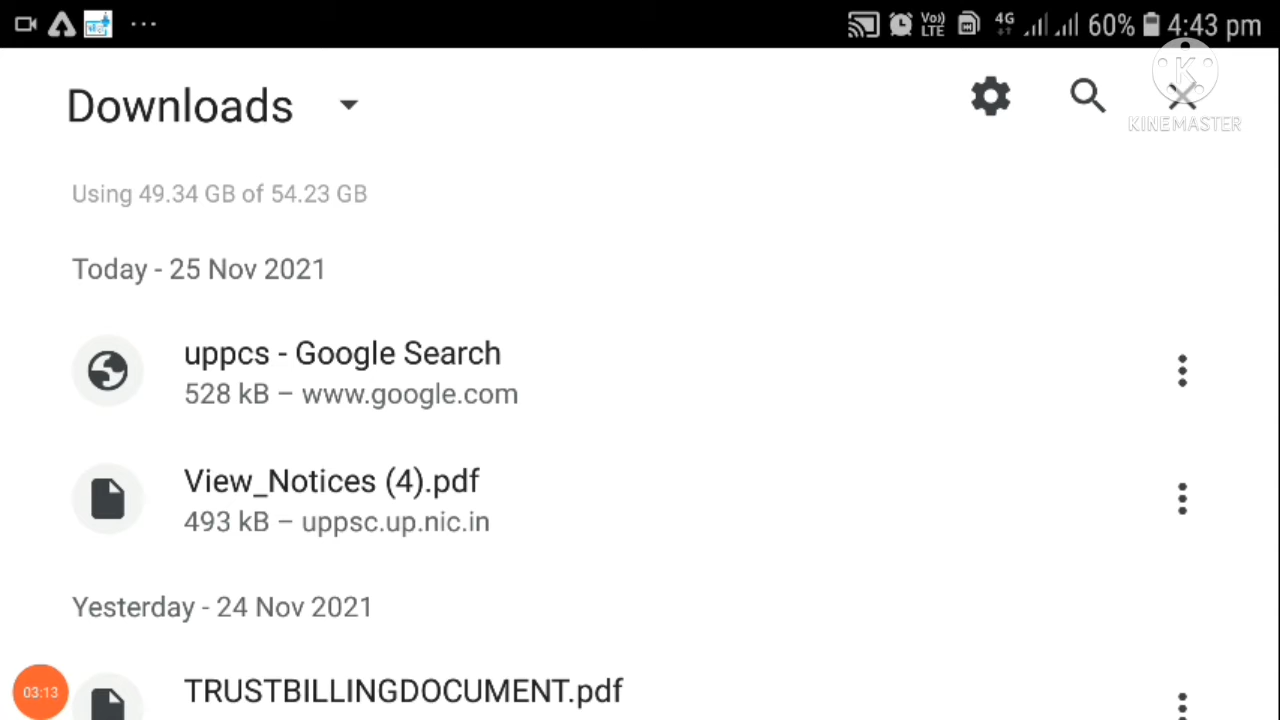 Vo)) LTE 4G 60% 4:43 pm
Downloads
KINEMASTER
Using 49.34 GB of 54.23 GB
Today - 25 Nov 2021
uppcs - Google Search
528 kB – www.google.com
View_Notices (4).pdf
493 kB – uppsc.up.nic.in
Yesterday - 24 Nov 2021
03:13
TRUSTBILLINGDOCUMENT.pdf